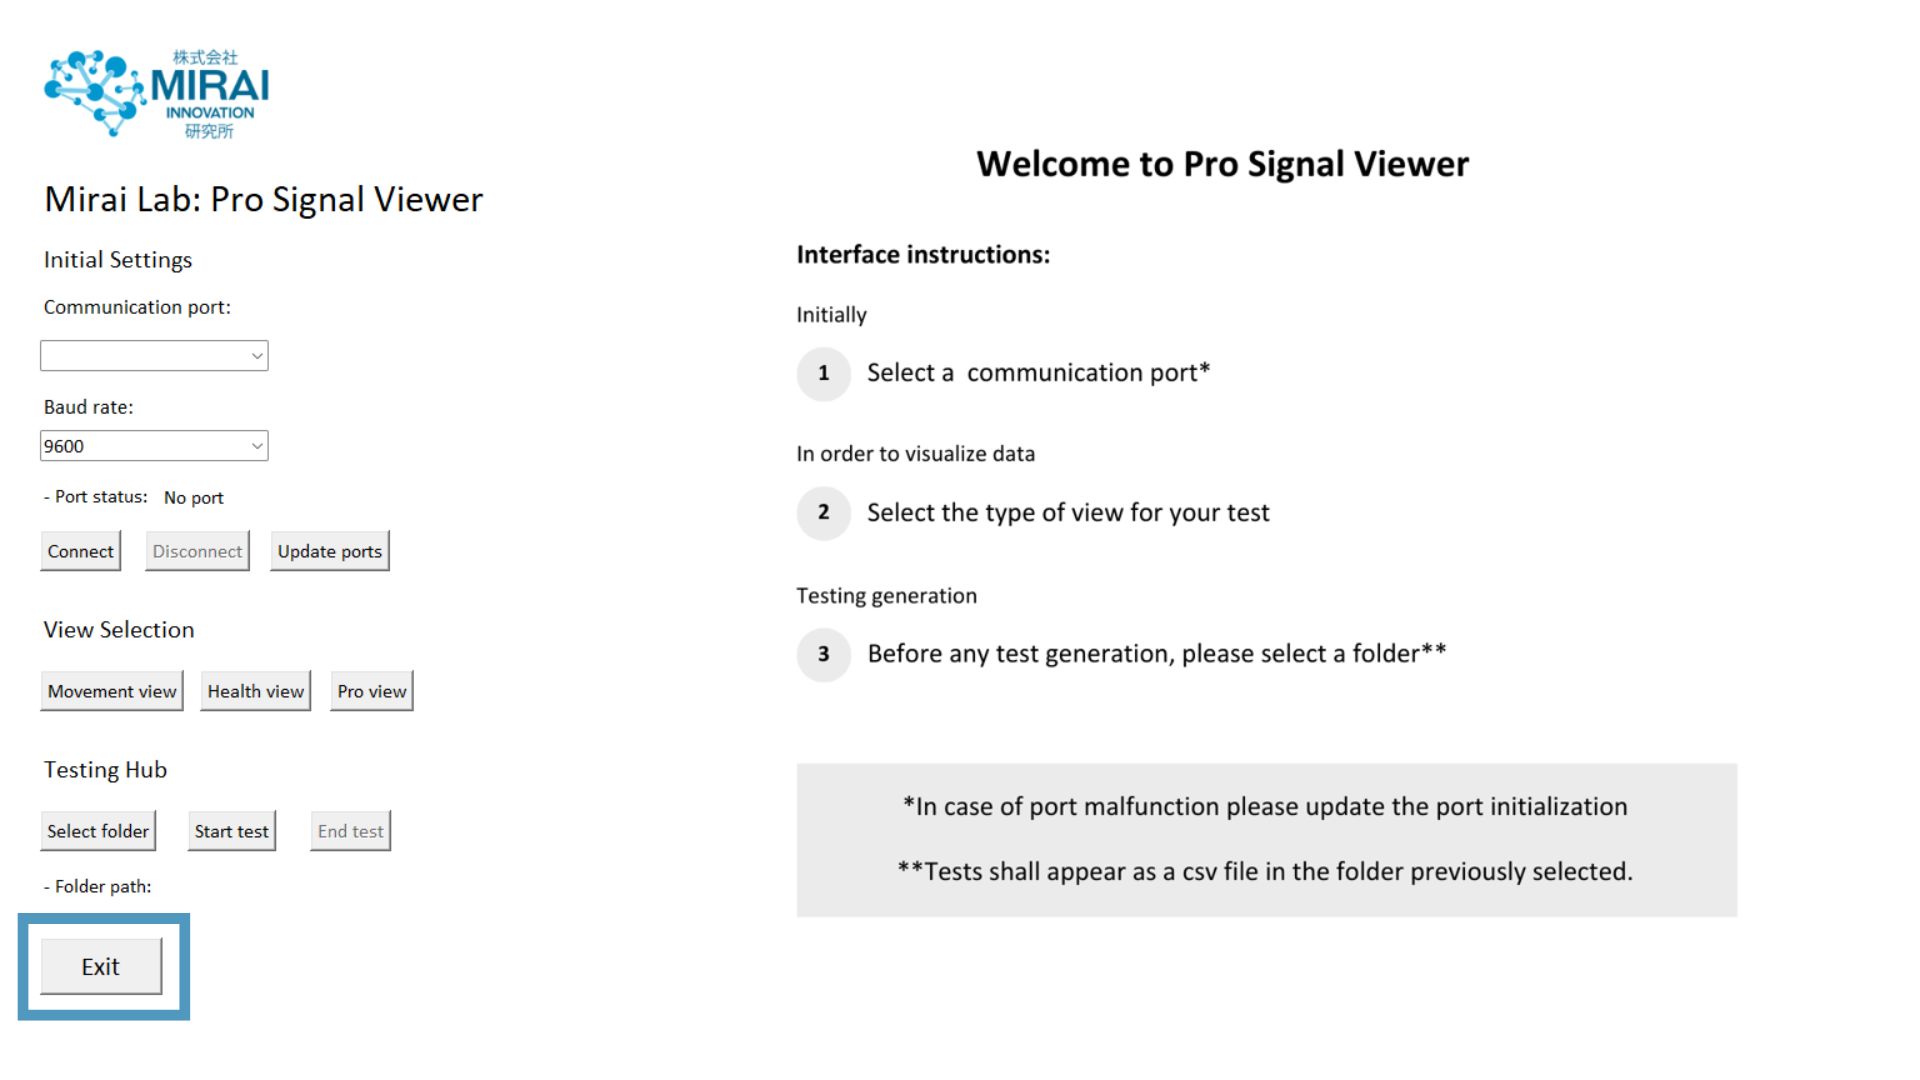 株式会社
MIRAI
INNOVATION
研究所
Mirai Lab: Pro Signal Viewer
Initial Settings
Communication port:
Baud rate:
9600
- Port status: No port
Connect Disconnect Update ports
View Selection
Movement view Health view Pro view
Testing Hub
Select folder Start test End test
- Folder path:
Exit
Welcome to Pro Signal Viewer
Interface instructions:
Initially
1 Select a communication port*
In order to visualize data
2 Select the type of view for your test
Testing generation
3 Before any test generation, please select a folder**
*In case of port malfunction please update the port initialization
**Tests shall appear as a csv file in the folder previously selected.